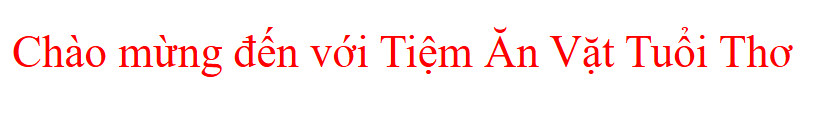 Chào mừng đến với Tiệm Ăn Vặt Tuổi Thơ